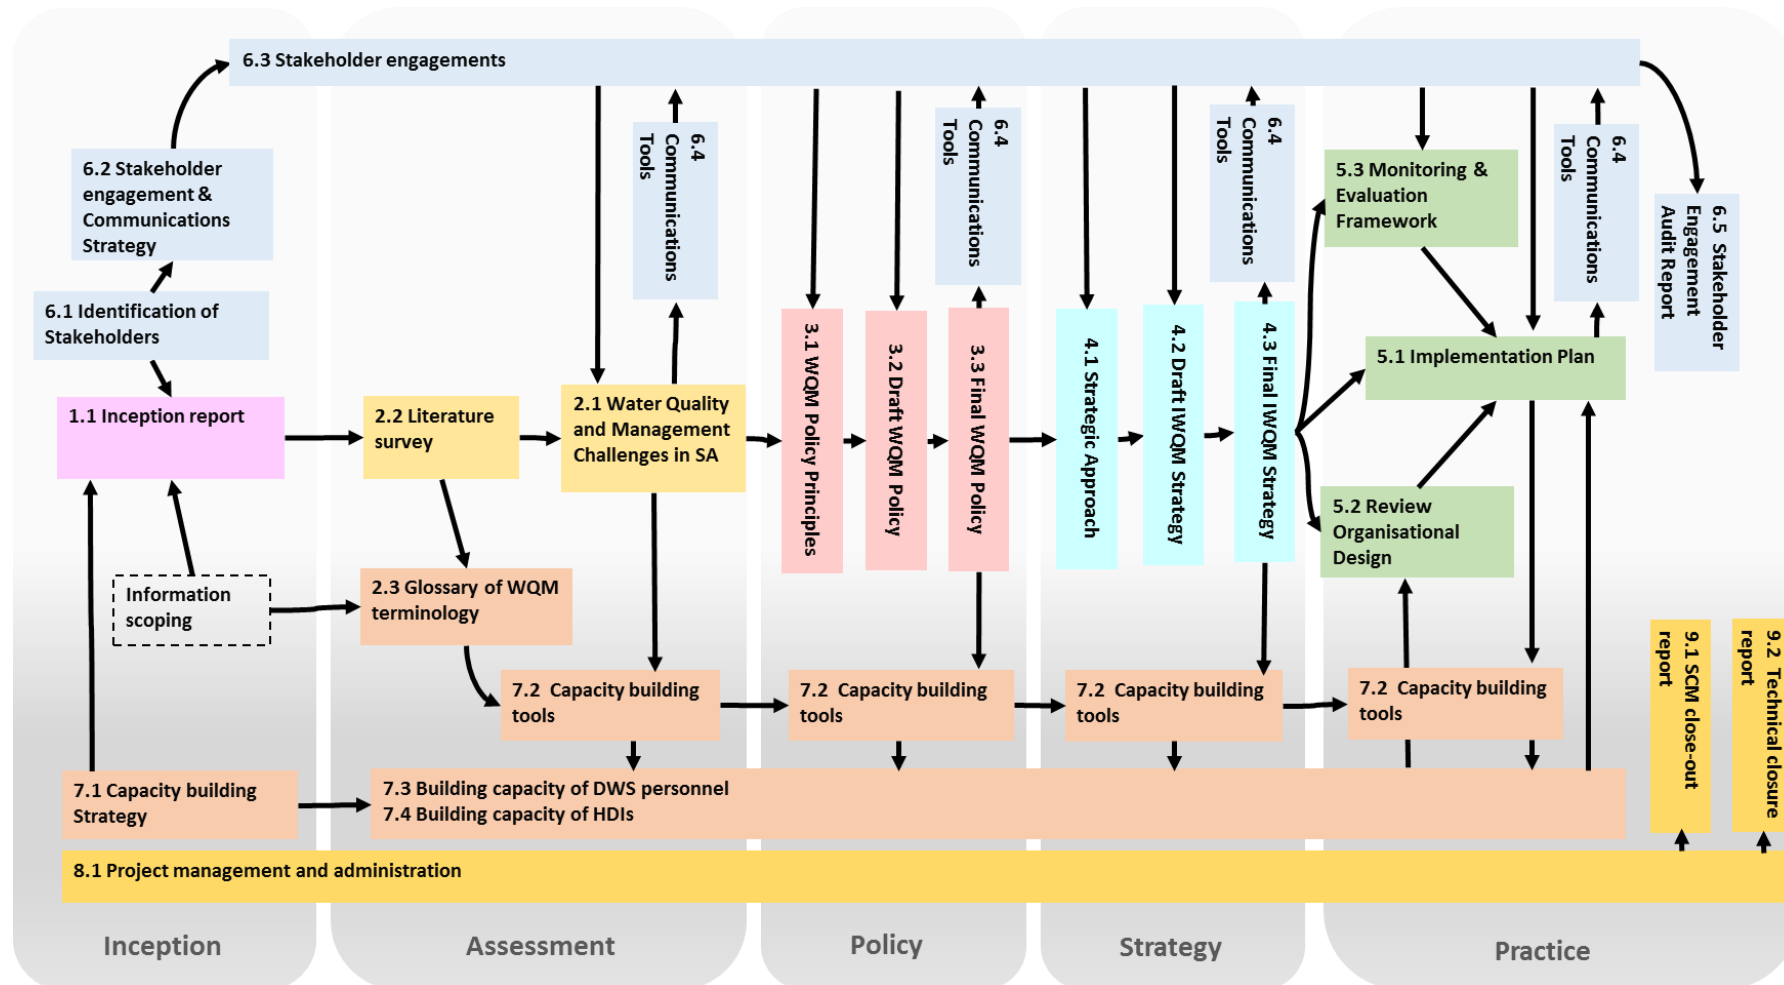 6.3 Stakeholder engagements
6.2 Stakeholder
engagement &
Communications
Strategy
6.1 Identification of
Stakeholders
1.1 Inception report
Information
scoping
7.1 Capacity building
Strategy
2.2 Literature
survey
2.1 Water Quality
and Management
Challenges in SA
6.4
Communications
Tools
2.3 Glossary of WQM
terminology
7.2 Capacity building
tools
3.1 WQM Policy Principles
3.2 Draft WQM Policy
3.3 Final WQM Policy
6.4
Communications
Tools
7.2 Capacity building
tools
4.1 Strategic Approach
4.2 Draft IWQM Strategy
4.3 Final IWQM Strategy
6.4
Communications
Tools
7.2 Capacity building
tools
5.3 Monitoring &
Evaluation
Framework
5.1 Implementation Plan
5.2 Review
Organisational
Design
6.4
Communications
Tools
6.5 Stakeholder
Engagement
Audit Report
7.2 Capacity building
tools
7.3 Building capacity of DWS personnel
7.4 Building capacity of HDIs
9.1 SCM close-out
report
9.2 Technical closure
report
8.1 Project management and administration
Inception
Assessment
Policy
Strategy
Practice